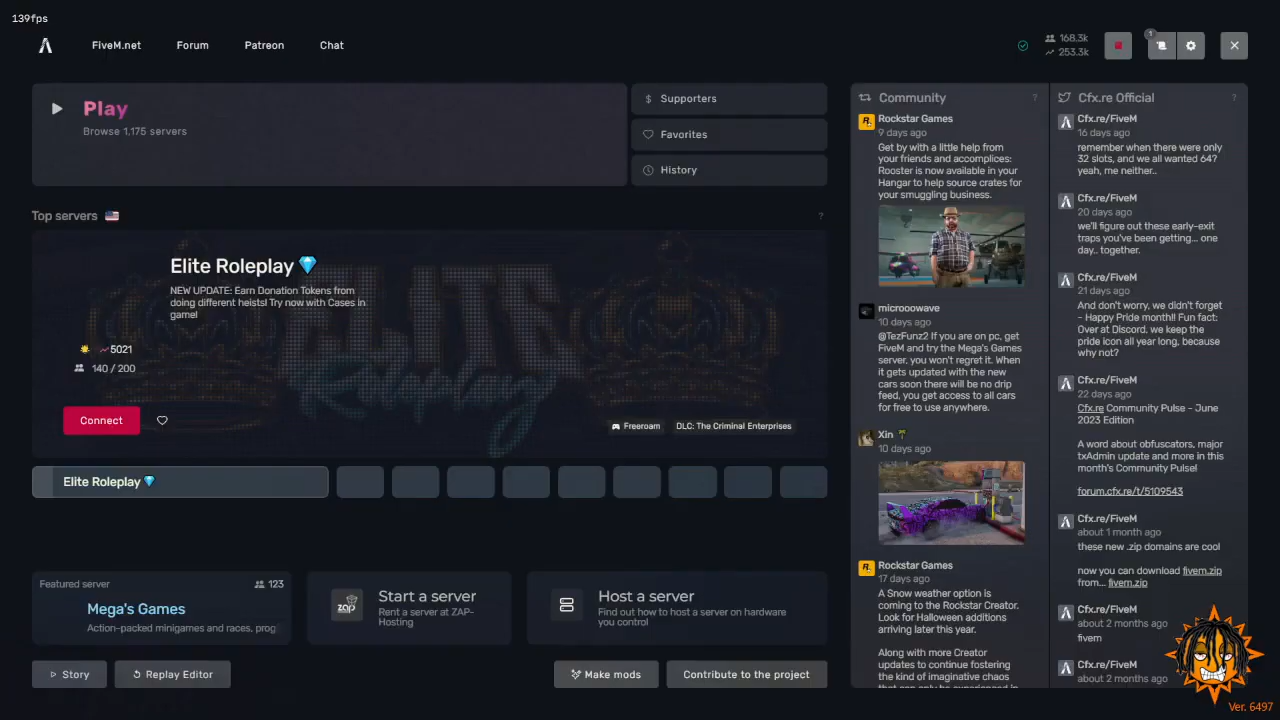 139fps
FiveM.net
Forum
Patreon
Chat
168.3k
253.3k
1
Play
Browse 1,175 servers
Supporters
Favorites
History
Top servers
?
Elite Roleplay 💎
NEW UPDATE: Earn Donation Tokens from
doing different heists! Try now with Cases in
game!
ELITE
Roleplay
5021
140 / 200
Connect
Freeroam
DLC: The Criminal Enterprises
Elite Roleplay 💎
Featured server
123
Mega's Games
Action-packed minigames and races, prog
ZAP
Start a server
Rent a server at ZAP-
Hosting
Host a server
Find out how to host a server on hardware
you control
Story
Replay Editor
Make mods
Contribute to the project
Community
?
Rockstar Games
9 days ago
Get by with a little help from
your friends and accomplices:
Rooster is now available in your
Hangar to help source crates for
your smuggling business.
microoowave
10 days ago
@TezFunz2 If you are on pc, get
FiveM and try the Mega's Games
server, you won't regret it. When
it gets updated with the new
cars soon there will be no drip
feed, you get access to all cars
for free to use anywhere.
Xin 🌴
10 days ago
Rockstar Games
17 days ago
A Snow weather option is
coming to the Rockstar Creator.
Look for Halloween additions
arriving later this year.
Along with more Creator
updates to continue fostering
the kind of imaginative chaos
that can only be experienced in
Cfx.re Official
?
Cfx.re/FiveM
16 days ago
remember when there were only
32 slots, and we all wanted 64?
yeah, me neither..
Cfx.re/FiveM
20 days ago
we'll figure out these early-exit
traps you've been getting... one
day.. together.
Cfx.re/FiveM
21 days ago
And don't worry, we didn't forget
- Happy Pride month!! Fun fact:
Over at Discord, we keep the
pride icon all year long, because
why not?
Cfx.re/FiveM
22 days ago
Cfx.re Community Pulse - June
2023 Edition
A word about obfuscators, major
txAdmin update and more in this
month's Community Pulse!
forum.cfx.re/t/5109543
Cfx.re/FiveM
about 1 month ago
these new .zip domains are cool
now you can download fivem.zip
from... fivem.zip
Cfx.re/FiveM
about 2 months ago
fivem
Cfx.re/FiveM
about 2 months ago
Ver. 6497